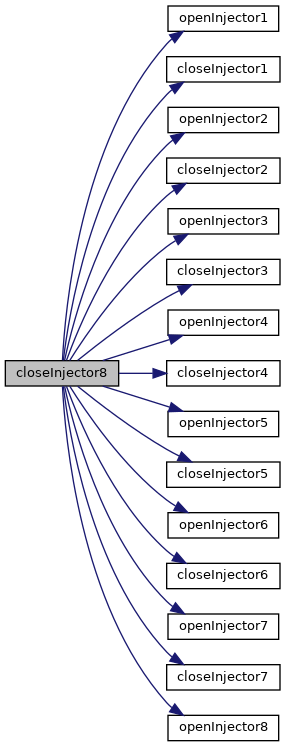 openInjector1
closeInjector1
openInjector2
closeInjector2
openInjector3
closeInjector3
openInjector4
closeInjector8
closeInjector4
openInjector5
closeInjector5
openInjector6
closeInjector6
openInjector7
closeInjector7
openInjector8